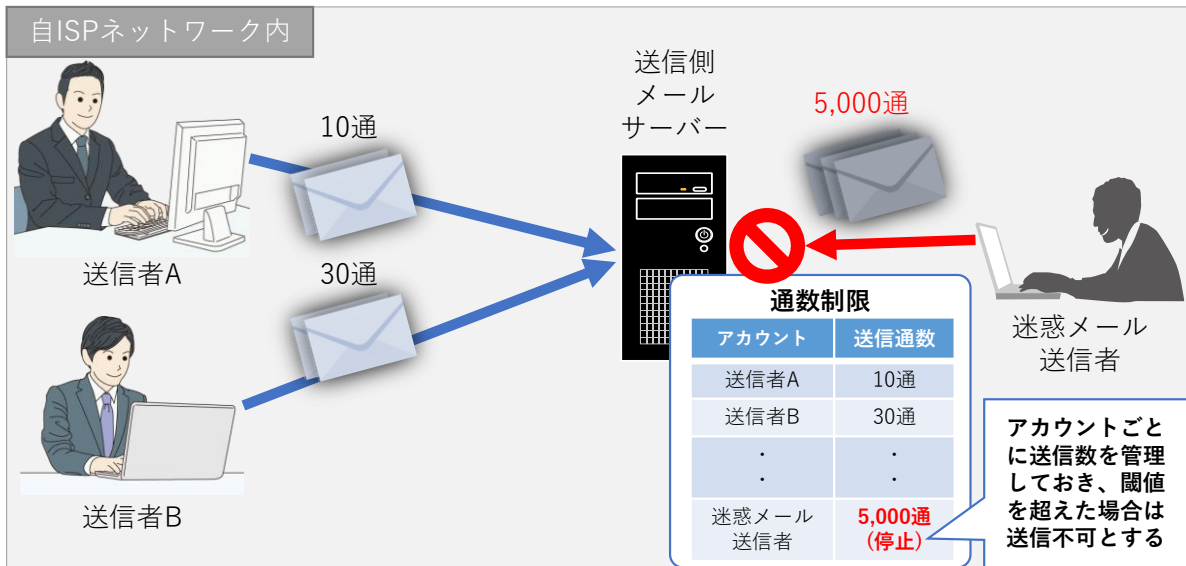 自ISPネットワーク内
送信側
メール
サーバー
5,000通
10通
送信者A
30通
送信者B
迷惑メール
送信者
通数制限
アカウント 送信通数
送信者A 10通
送信者B 30通
・ ・
・ ・
迷惑メール 5,000通
送信者 (停止)
アカウントごと
に送信数を管理
しておき、閾値
を超えた場合は
送信不可とする